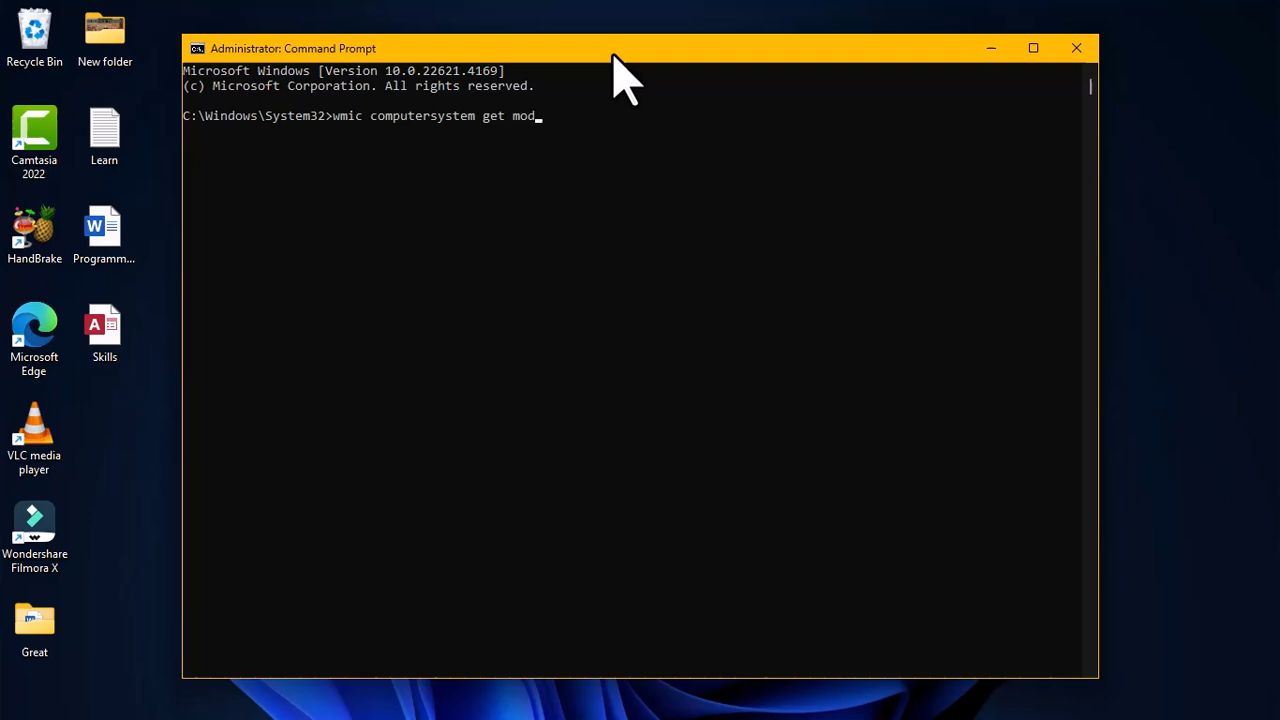 Recycle Bin
New folder
Camtasia
2022
Learn
HandBrake
Programm...
Microsoft
Edge
Skills
VLC media
player
Wondershare
Filmora X
Great
Administrator: Command Prompt
Microsoft Windows [Version 10.0.22621.4169]
(c) Microsoft Corporation. All rights reserved.
C:\Windows\System32>wmic computersystem get mod